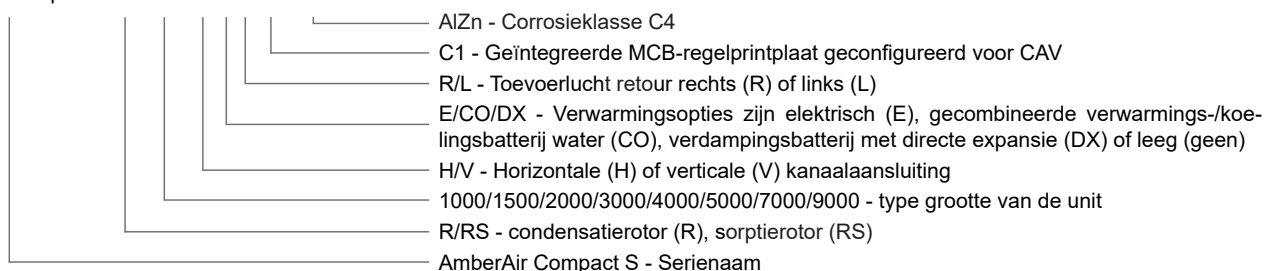 AlZn - Corrosieklasse C4
C1 - Geïntegreerde MCB-regelprintplaat geconfigureerd voor CAV
R/L - Toevoerlucht retour rechts (R) of links (L)
E/CO/DX - Verwarmingsopties zijn elektrisch (E), gecombineerde verwarmings-/koe-
lingsbatterij water (CO), verdampingsbatterij met directe expansie (DX) of leeg (geen)
H/V - Horizontale (H) of verticale (V) kanaalaansluiting
1000/1500/2000/3000/4000/5000/7000/9000 - type grootte van de unit
R/RS - condensatierotor (R), sorptierotor (RS)
AmberAir Compact S - Serienaam